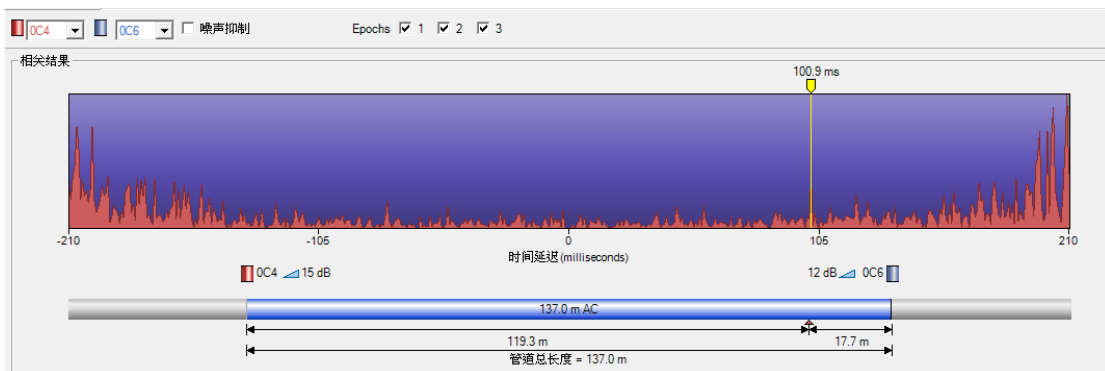 0C4 0C6 噪声抑制 Epochs 1 2 3
相关结果
100.9 ms
-210 -105 0 105 210
时间延迟(milliseconds)
0C4 15 dB 12 dB 0C6
137.0 m AC
119.3 m 17.7 m
管道总长度 = 137.0 m